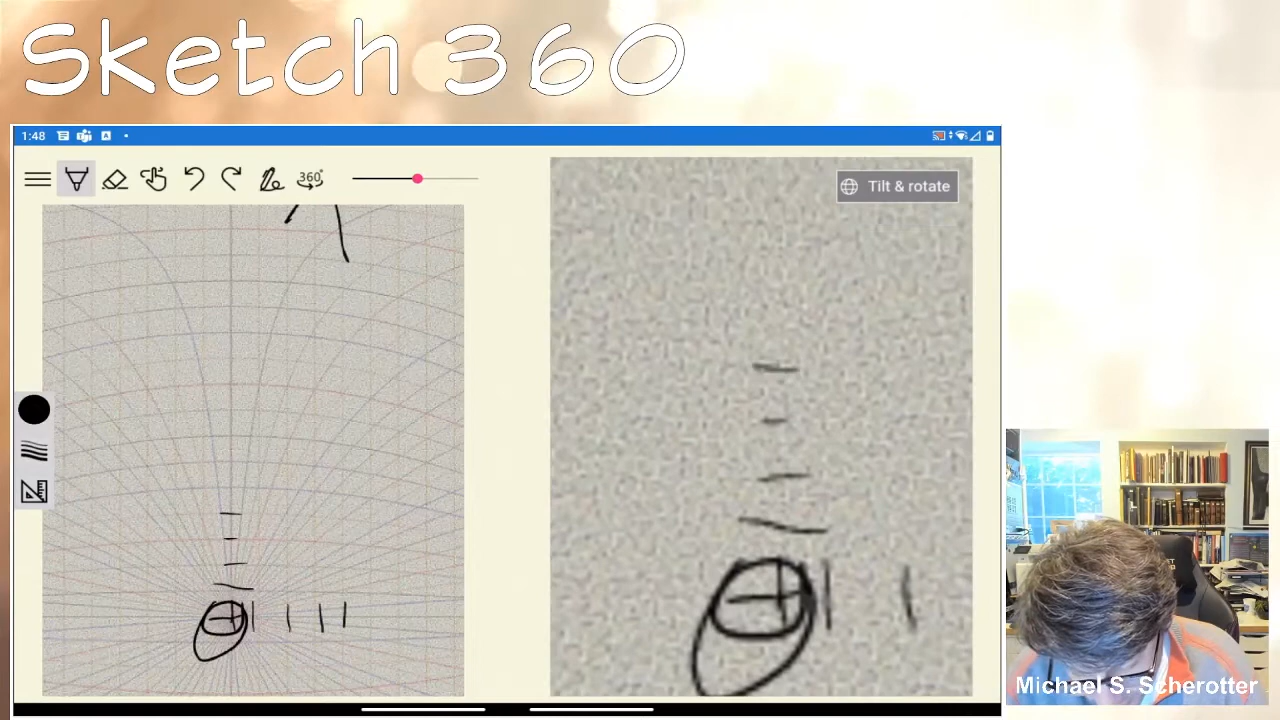 Sketch 360
1:48
360°
Tilt & rotate
Michael S. Scherotter